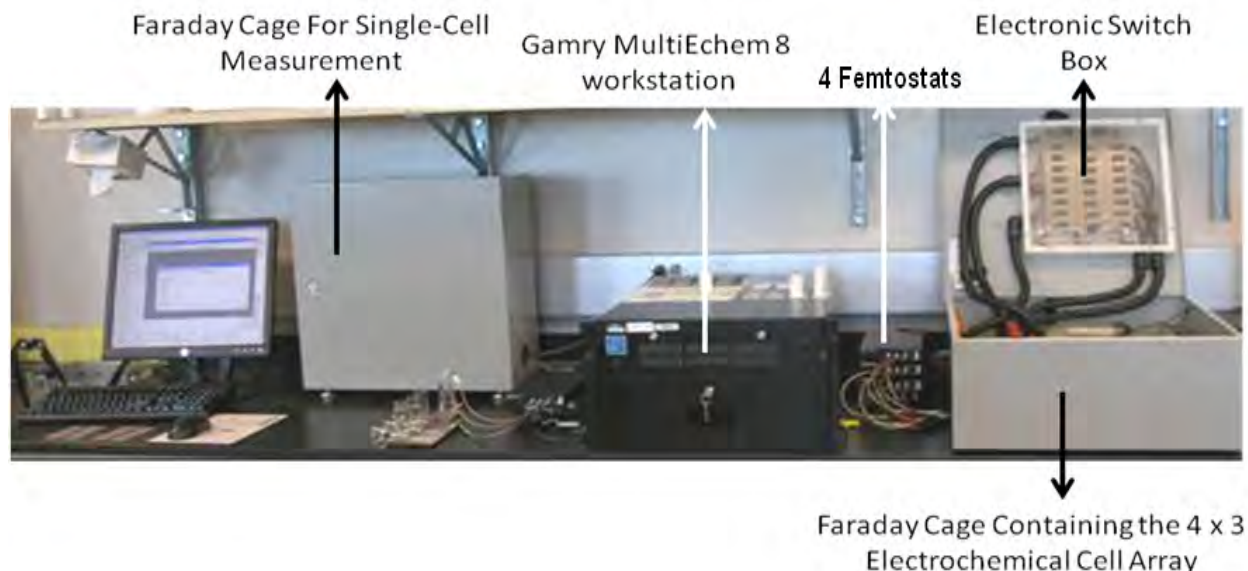 Faraday Cage For Single-Cell
Measurement
Gamry MultiEchem 8
workstation
4 Femtostats
Electronic Switch
Box
Faraday Cage Containing the 4 x 3
Electrochemical Cell Array